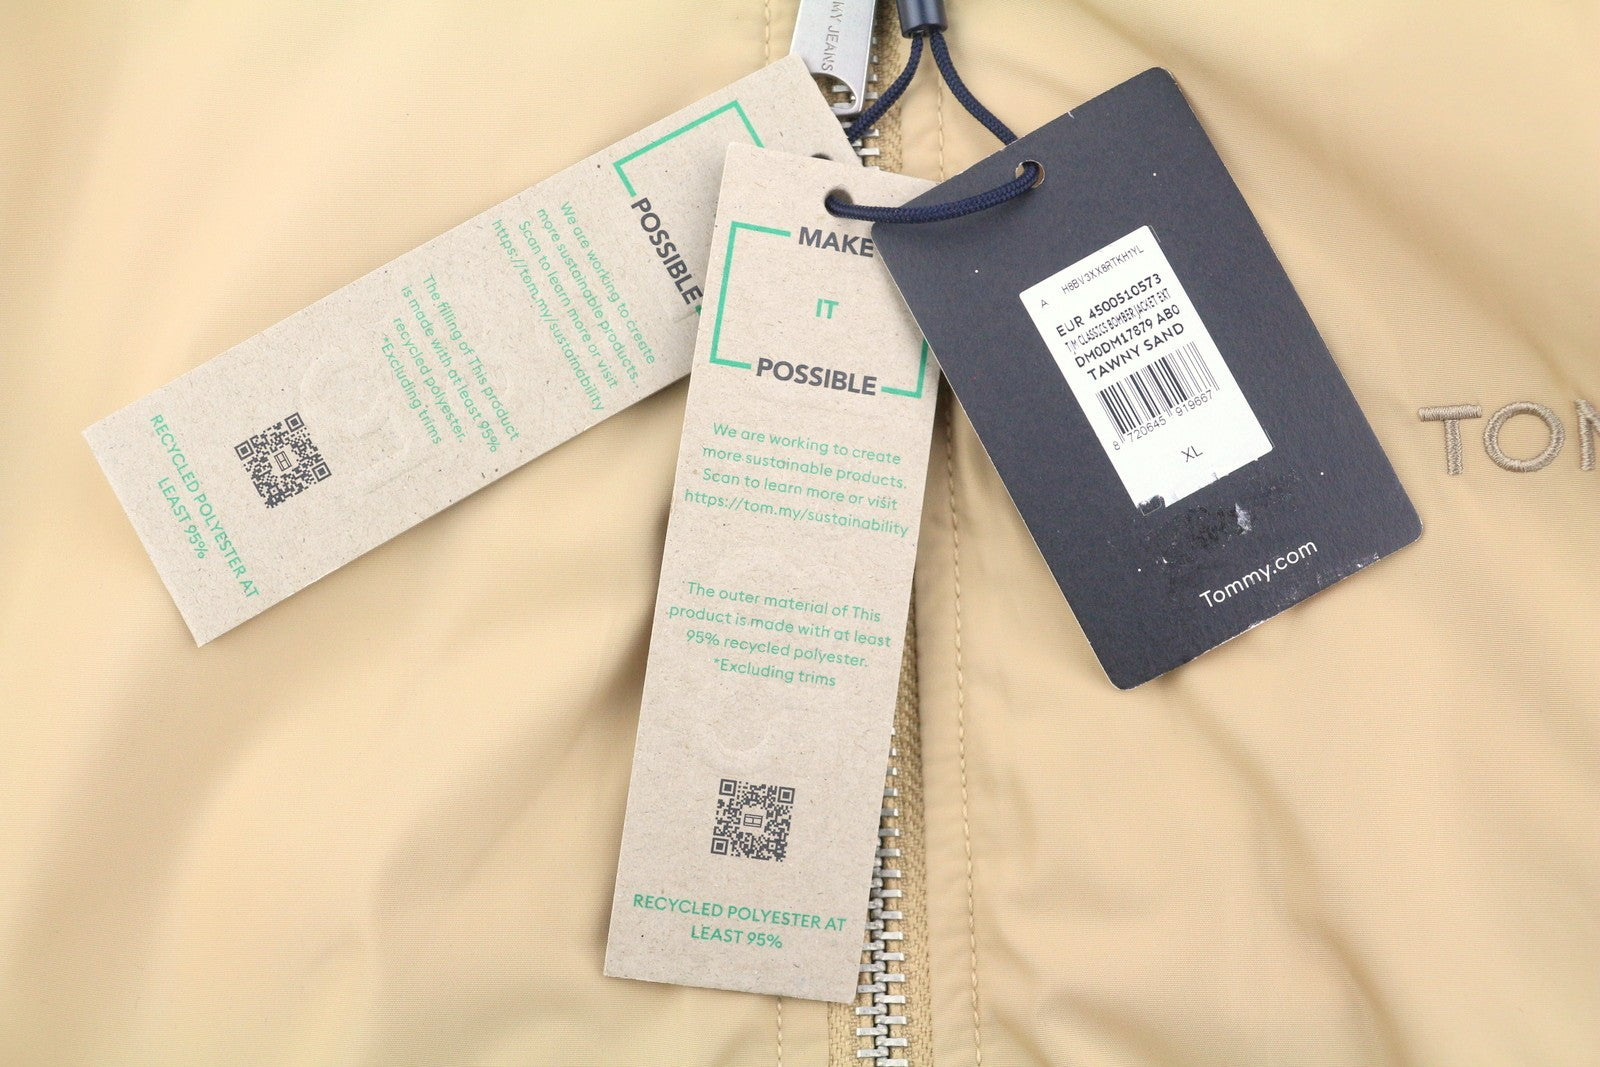 MY JEANS
POSSIBLE
We are working to create
more sustainable products.
Scan to learn more or visit
https://tom.my/sustainability
The filling of This product
is made with at least 95%
recycled polyester.
*Excluding trims
RECYCLED POLYESTER AT
LEAST 95%
MAKE
IT
POSSIBLE
We are working to create
more sustainable products.
Scan to learn more or visit
https://tom.my/sustainability
The outer material of This
product is made with at least
95% recycled polyester.
*Excluding trims
RECYCLED POLYESTER AT
LEAST 95%
A H6BV3XX8RTKH1YL
EUR 4500510573
TJM CLASSICS BOMBER JACKET EXT
DM0DM17879 AB0
TAWNY SAND
8 720645 919667
XL
Tommy.com
TOM